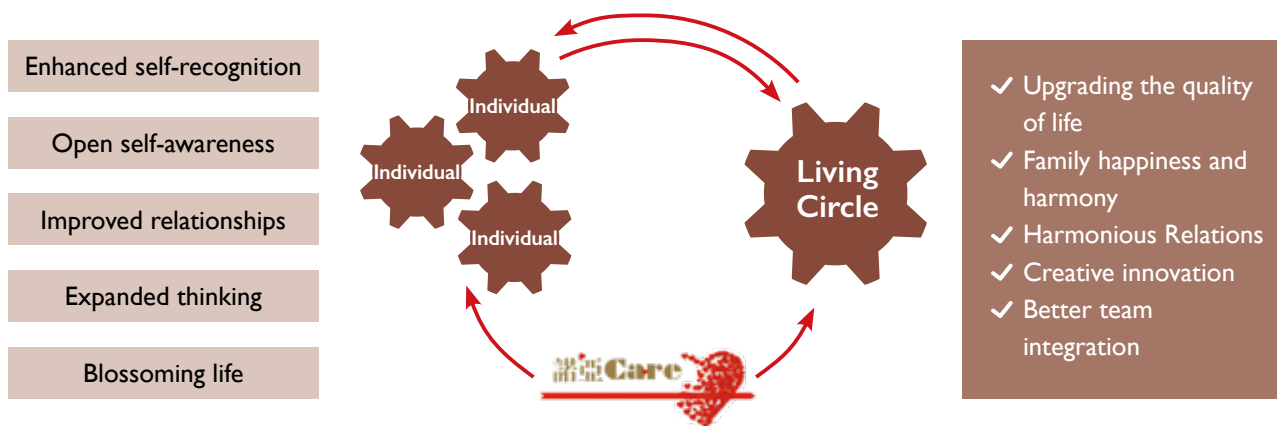 Enhanced self-recognition
Open self-awareness
Improved relationships
Expanded thinking
Blossoming life
Individual
Individual
Individual
Living
Circle
Care
✓ Upgrading the quality
of life
✓ Family happiness and
harmony
✓ Harmonious Relations
✓ Creative innovation
✓ Better team
integration